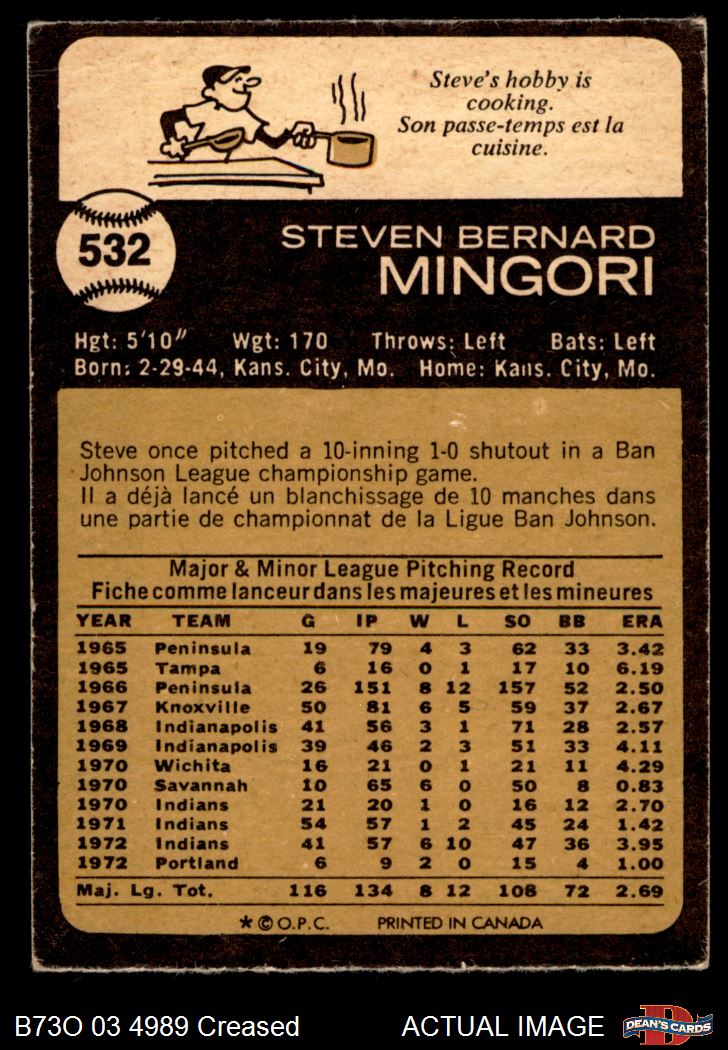 Steve's hobby is
cooking.
Son passe-temps est la
cuisine.
532
STEVEN BERNARD
MINGORI
Hgt: 5'10" Wgt: 170 Throws: Left Bats: Left
Born: 2-29-44, Kans. City, Mo. Home: Kans. City, Mo.
Steve once pitched a 10-inning 1-0 shutout in a Ban
Johnson League championship game.
Il a déjà lancé un blanchissage de 10 manches dans
une partie de championnat de la Ligue Ban Johnson.
Major & Minor League Pitching Record
Fiche comme lanceur dans les majeures et les mineures
YEAR TEAM G IP W L SO BB ERA
1965 Peninsula 19 79 4 3 62 33 3.42
1965 Tampa 6 16 0 1 17 10 6.19
1966 Peninsula 26 151 8 12 157 52 2.50
1967 Knoxville 50 81 6 5 59 37 2.67
1968 Indianapolis 41 56 3 1 71 28 2.57
1969 Indianapolis 39 46 2 3 51 33 4.11
1970 Wichita 16 21 0 1 21 11 4.29
1970 Savannah 10 65 6 0 50 8 0.83
1970 Indians 21 20 1 0 16 12 2.70
1971 Indians 54 57 1 2 45 24 1.42
1972 Indians 41 57 6 10 47 36 3.95
1972 Portland 6 9 2 0 15 4 1.00
Maj. Lg. Tot. 116 134 8 12 108 72 2.69
* © O.P.C. PRINTED IN CANADA
B73O 03 4989 Creased ACTUAL IMAGE
D
DEAN'S CARDS